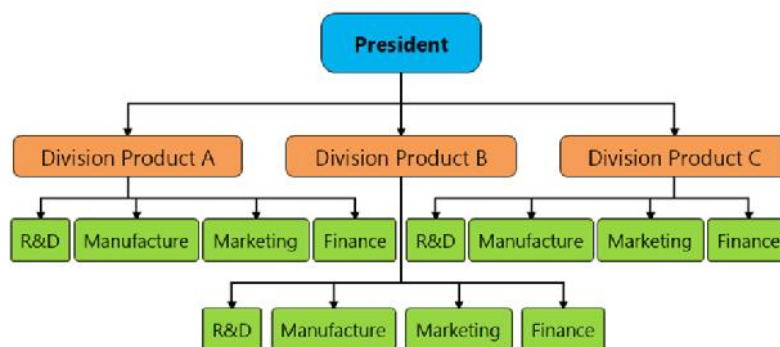 President
Division Product A
Division Product B
Division Product C
R&D
Manufacture
Marketing
Finance
R&D
Manufacture
Marketing
Finance
R&D
Manufacture
Marketing
Finance